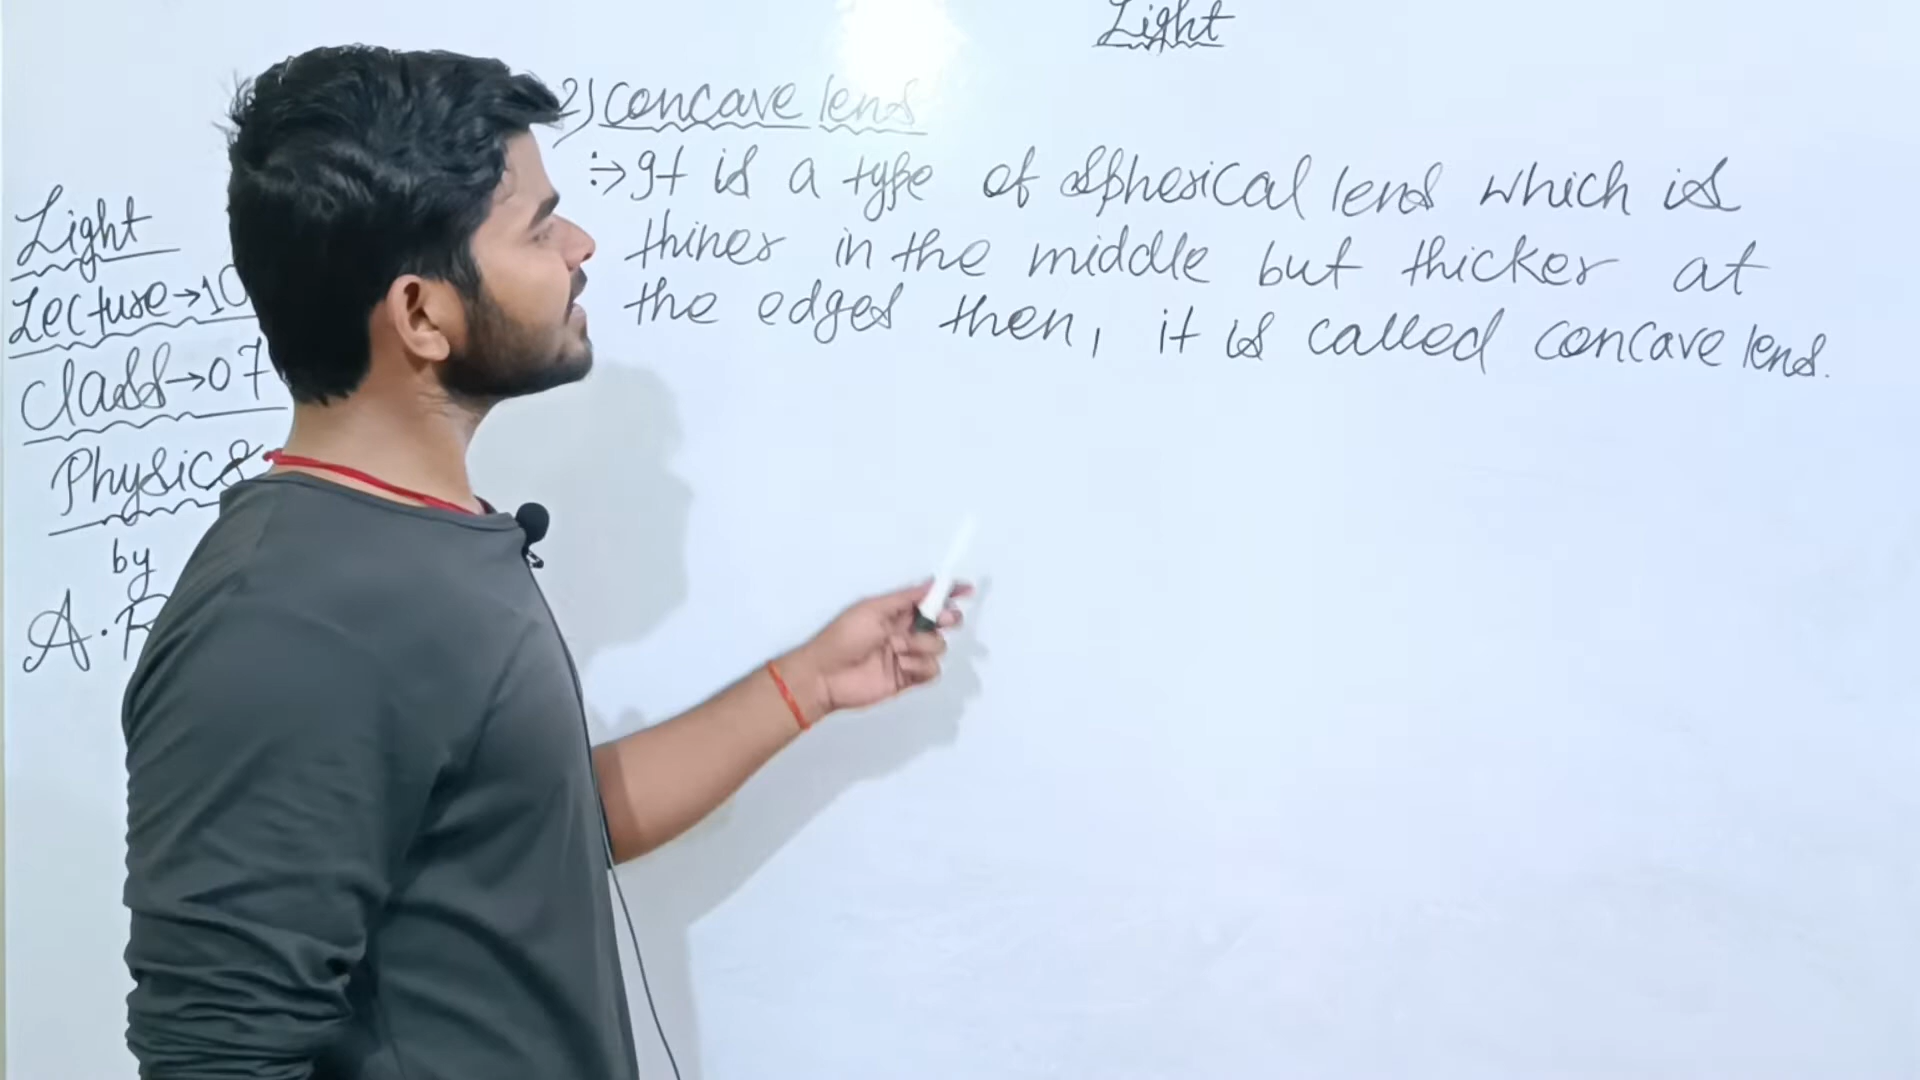 Light
2) Concave lens
It is a type of spherical lens which is
thiner in the middle but thicker at
the edges then, it is called concave lens.
Light
Lecture→10
Class→07
Physics
by
A.R